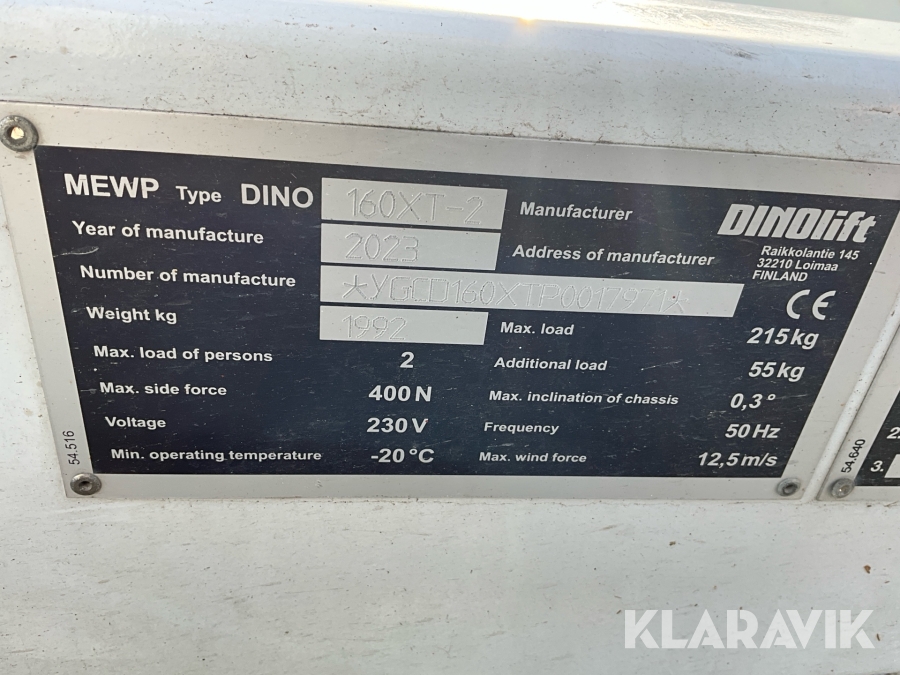 MEWP Type DINO 160XT-2
Year of manufacture 2023
Number of manufacture *YGCD160XTP0017971*
Weight kg 1992
Max. load of persons 2
Max. side force 400 N
Voltage 230 V
Min. operating temperature -20 °C
Manufacturer DINOlift
Address of manufacturer Raikkolantie 145
32210 Loimaa
FINLAND
CE
Max. load 215 kg
Additional load 55 kg
Max. inclination of chassis 0,3 °
Frequency 50 Hz
Max. wind force 12,5 m/s
54.516
54.640
2.
3.
KLARAVIK